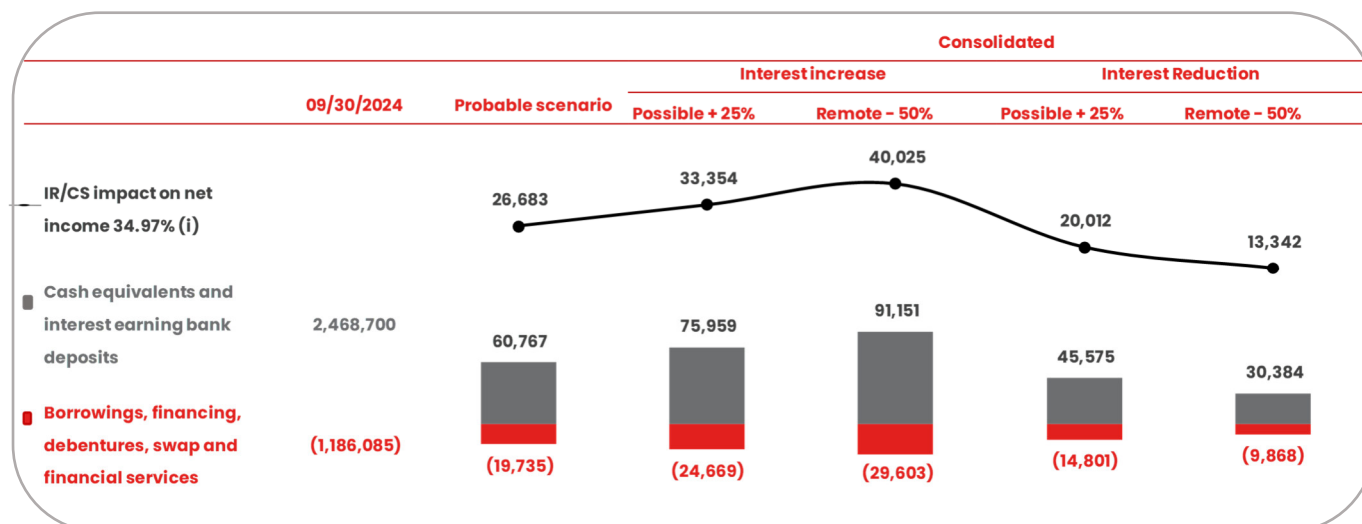 Consolidated
Interest increase
Interest Reduction
09/30/2024
Probable scenario
Possible + 25%
Remote - 50%
Possible + 25%
Remote - 50%
IR/CS impact on net
income 34.97% (i)
26,683
33,354
40,025
20,012
13,342
Cash equivalents and
interest earning bank
deposits
2,468,700
60,767
75,959
91,151
45,575
30,384
Borrowings, financing,
debentures, swap and
financial services
(1,186,085)
(19,735)
(24,669)
(29,603)
(14,801)
(9,868)